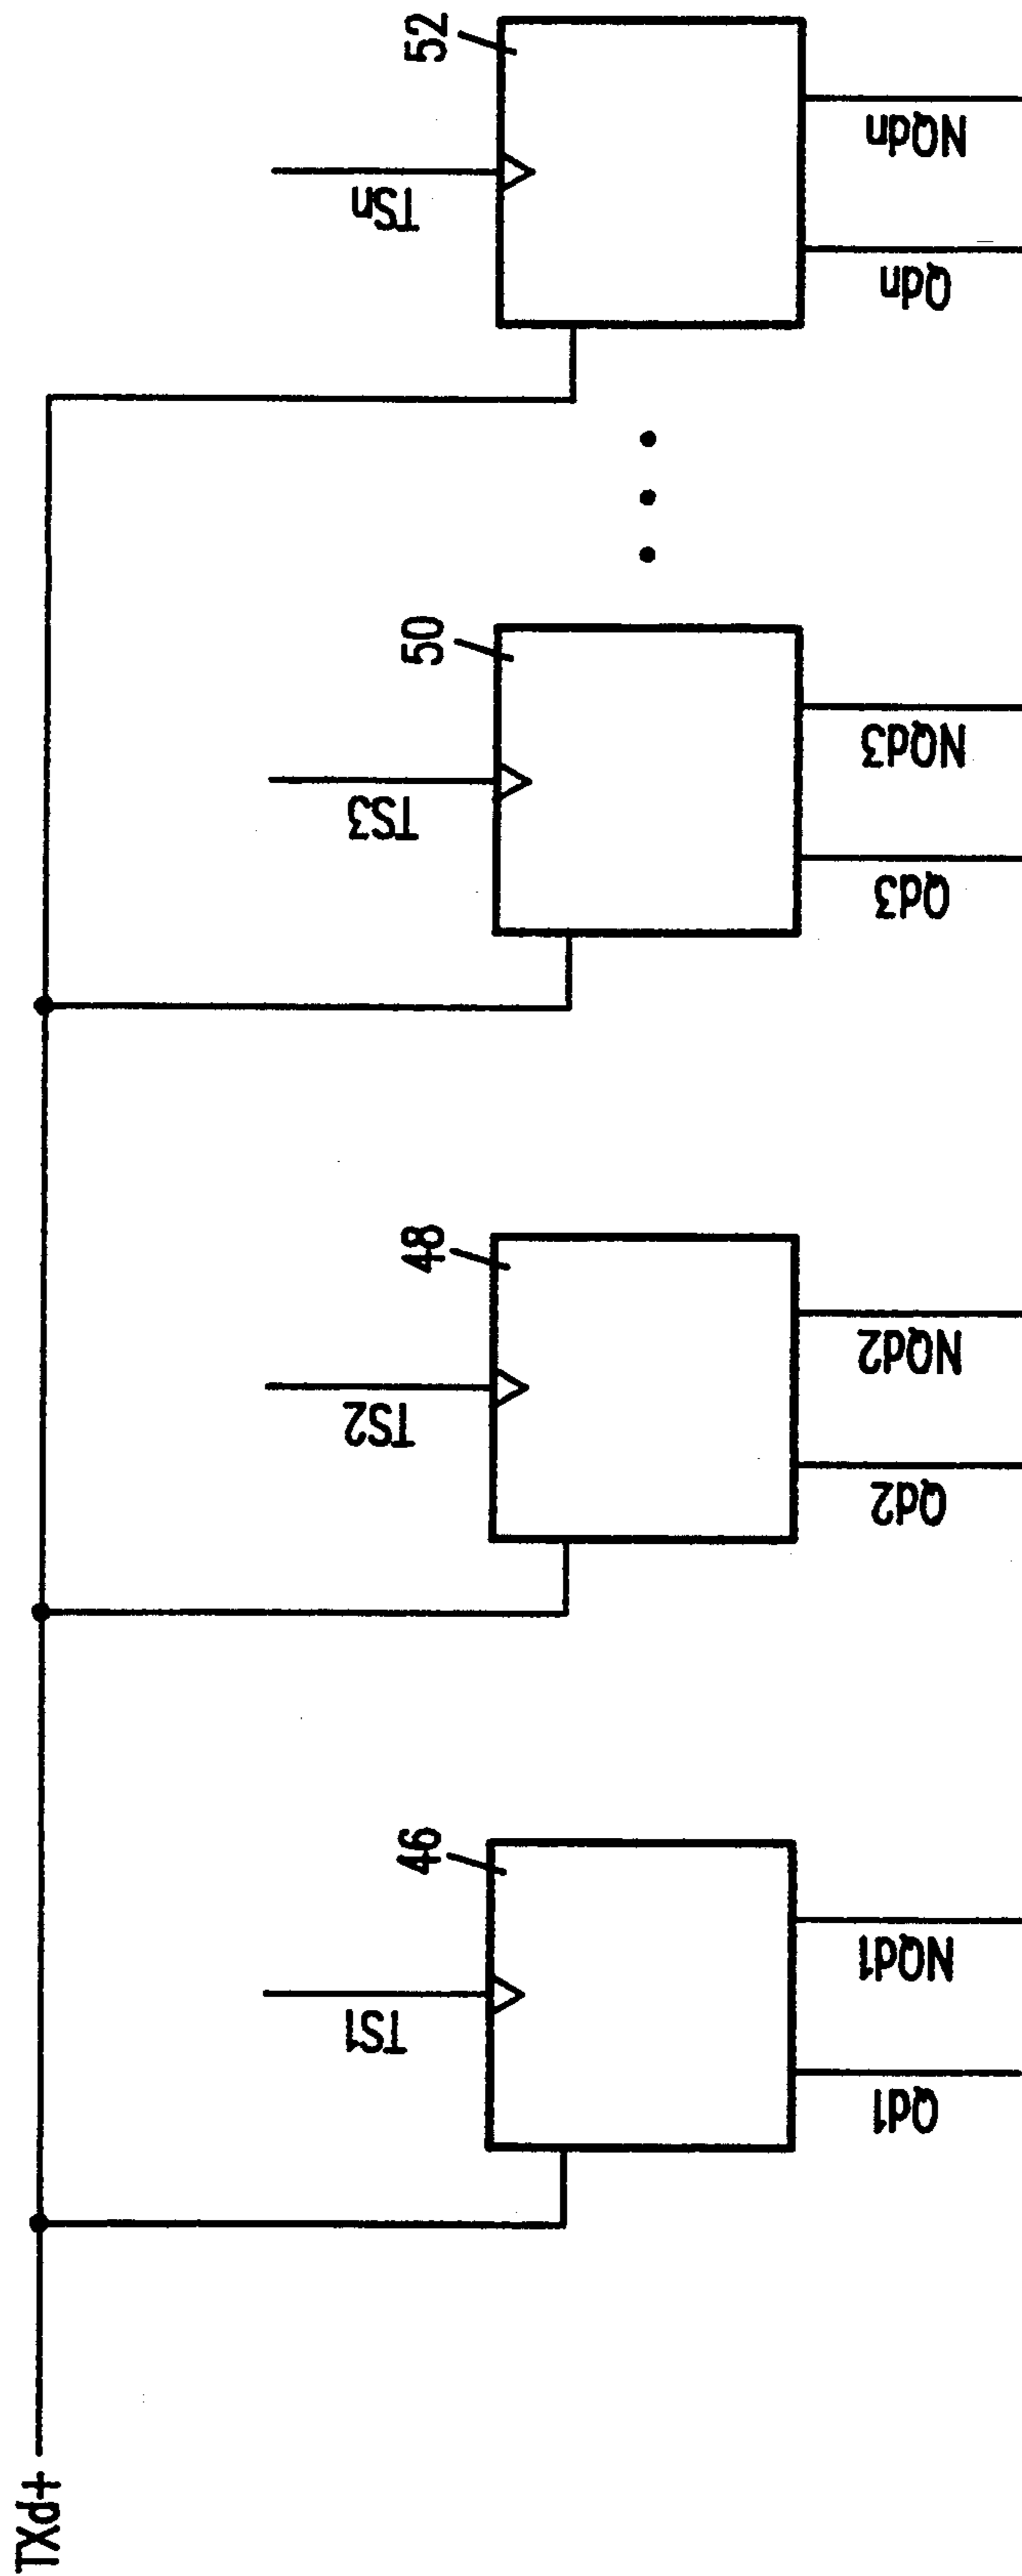 TXd+
46
TS1
Qd1
NQd1
48
TS2
Qd2
NQd2
50
TS3
Qd3
NQd3
52
TSn
Qdn
NQdn